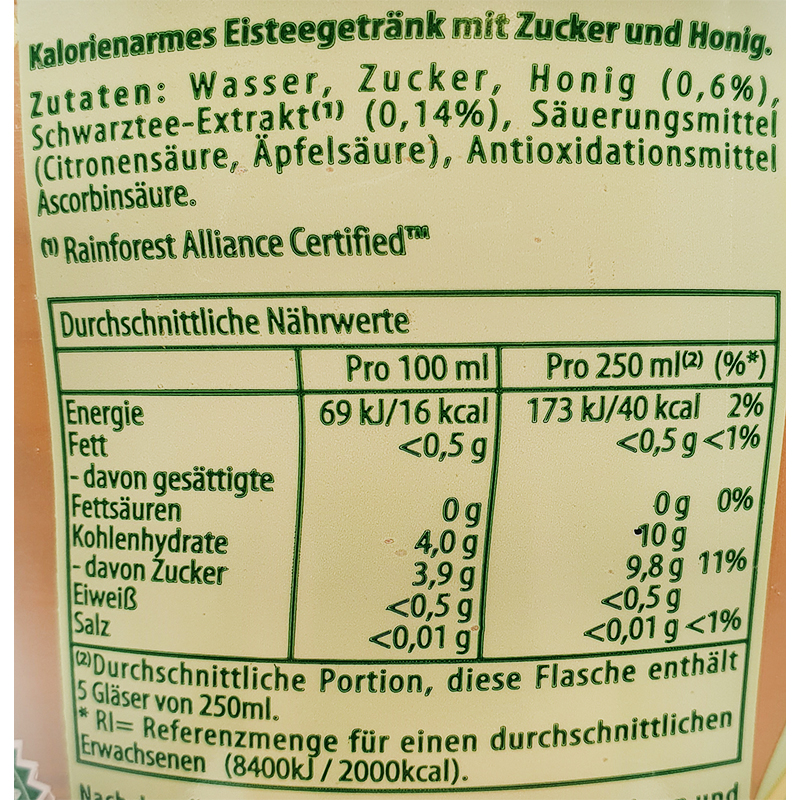 Kalorienarmes Eisteegetränk mit Zucker und Honig.
Zutaten: Wasser, Zucker, Honig (0,6%),
Schwarztee-Extrakt⁽¹⁾ (0,14%), Säuerungsmittel
(Citronensäure, Äpfelsäure), Antioxidationsmittel
Ascorbinsäure.
⁽¹⁾ Rainforest Alliance Certified™
Durchschnittliche Nährwerte
Pro 100 ml Pro 250 ml⁽²⁾ (%*)
Energie 69 kJ/16 kcal 173 kJ/40 kcal 2%
Fett <0,5 g <0,5 g <1%
- davon gesättigte
Fettsäuren 0 g 0 g 0%
Kohlenhydrate 4,0 g 10 g
- davon Zucker 3,9 g 9,8 g 11%
Eiweiß <0,5 g <0,5 g
Salz <0,01 g <0,01 g <1%
⁽²⁾Durchschnittliche Portion, diese Flasche enthält
5 Gläser von 250ml.
* RI= Referenzmenge für einen durchschnittlichen
Erwachsenen (8400kJ / 2000kcal).